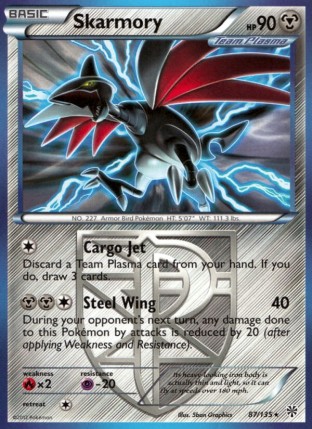 BASIC
Skarmory
HP90
Team Plasma
NO. 227 Armor Bird Pokémon HT: 5'07" WT: 111.3 lbs
Cargo Jet
Discard a Team Plasma card from your hand. If you
do, draw 3 cards.
Steel Wing 40
During your opponent's next turn, any damage done
to this Pokémon by attacks is reduced by 20 (after
applying Weakness and Resistance).
weakness
×2
resistance
-20
retreat
Its heavy-looking iron body is
actually thin and light, so it can
fly at speeds over 180 mph.
©2012 Pokémon
Illus. 5ban Graphics
87/135